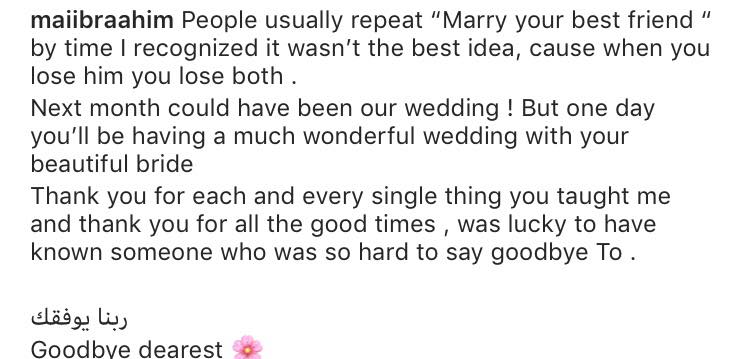 maiibraahim People usually repeat “Marry your best friend “
by time I recognized it wasn’t the best idea, cause when you
lose him you lose both .
Next month could have been our wedding ! But one day
you’ll be having a much wonderful wedding with your
beautiful bride
Thank you for each and every single thing you taught me
and thank you for all the good times , was lucky to have
known someone who was so hard to say goodbye To .
ربنا يوفقك
Goodbye dearest 🌸